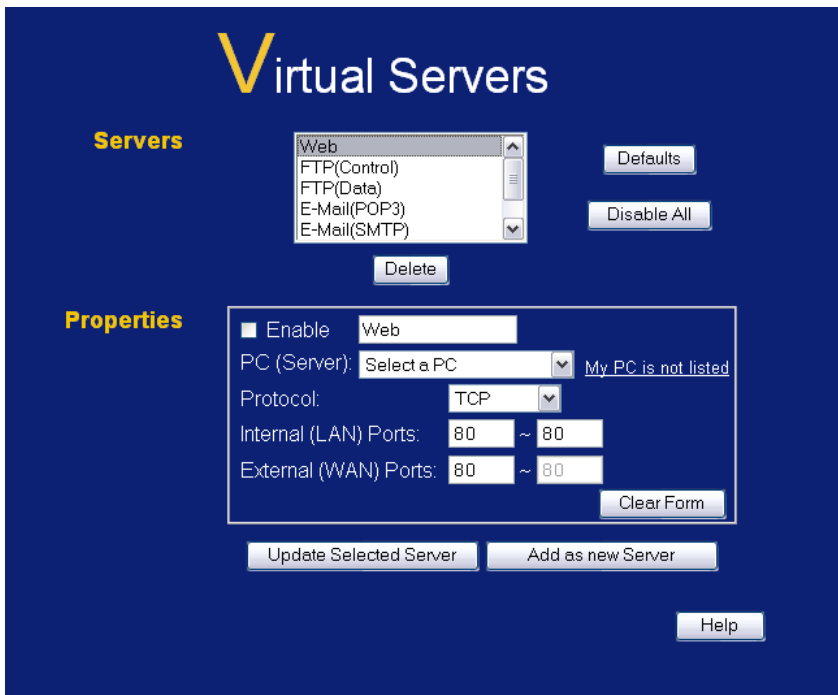 Virtual Servers
Servers
Web
FTP(Control)
FTP(Data)
E-Mail(POP3)
E-Mail(SMTP)
Defaults
Disable All
Delete
Properties
Enable Web
PC (Server): Select a PC My PC is not listed
Protocol: TCP
Internal (LAN) Ports: 80 ~ 80
External (WAN) Ports: 80 ~ 80
Clear Form
Update Selected Server Add as new Server
Help